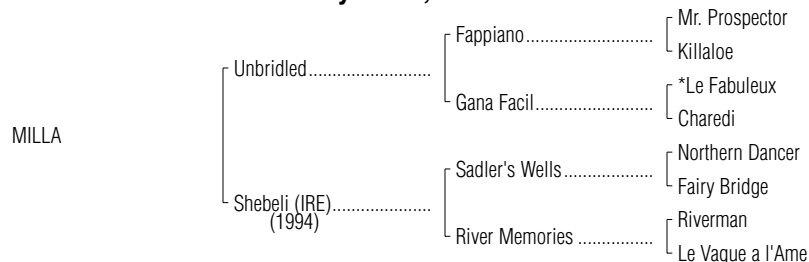 Mr. Prospector
Fappiano
Killaloe
Unbridled
*Le Fabuleux
Gana Facil
Charedi
MILLA
Northern Dancer
Sadler's Wells
Fairy Bridge
Shebeli (IRE)
(1994)
Riverman
River Memories
Le Vague a l'Ame